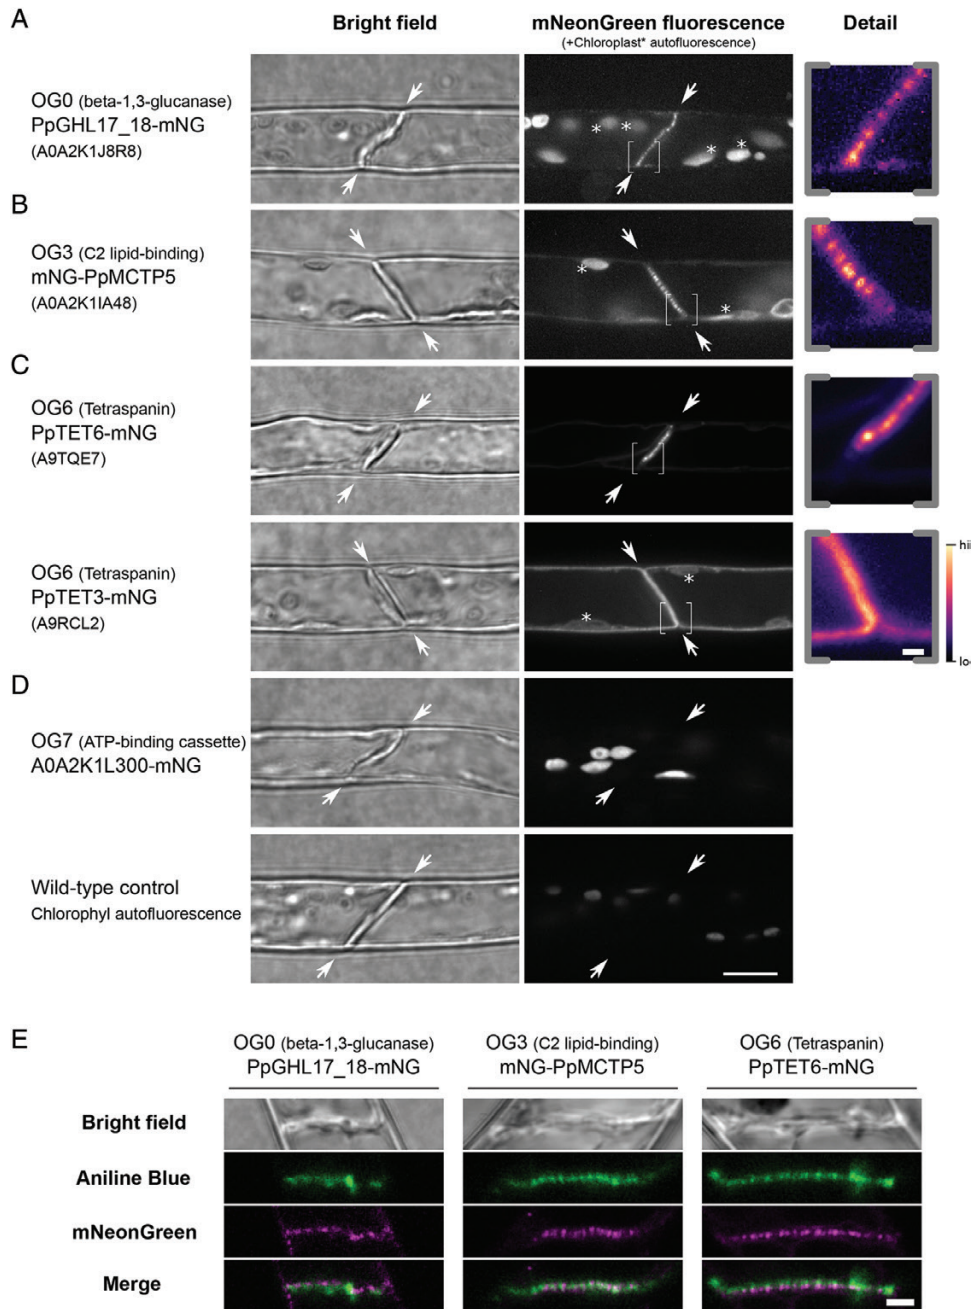 A
Bright field
mNeonGreen fluorescence
(+Chloroplast* autofluorescence)
Detail
OG0 (beta-1,3-glucanase)
PpGHL17_18-mNG
(A0A2K1J8R8)
* * *
*
B
OG3 (C2 lipid-binding)
mNG-PpMCTP5
(A0A2K1IA48)
*
*
C
OG6 (Tetraspanin)
PpTET6-mNG
(A9TQE7)
OG6 (Tetraspanin)
PpTET3-mNG
(A9RCL2)
*
*
D
OG7 (ATP-binding cassette)
A0A2K1L300-mNG
Wild-type control
Chlorophyl autofluorescence
E
OG0 (beta-1,3-glucanase)
PpGHL17_18-mNG
OG3 (C2 lipid-binding)
mNG-PpMCTP5
OG6 (Tetraspanin)
PpTET6-mNG
Bright field
Aniline Blue
mNeonGreen
Merge